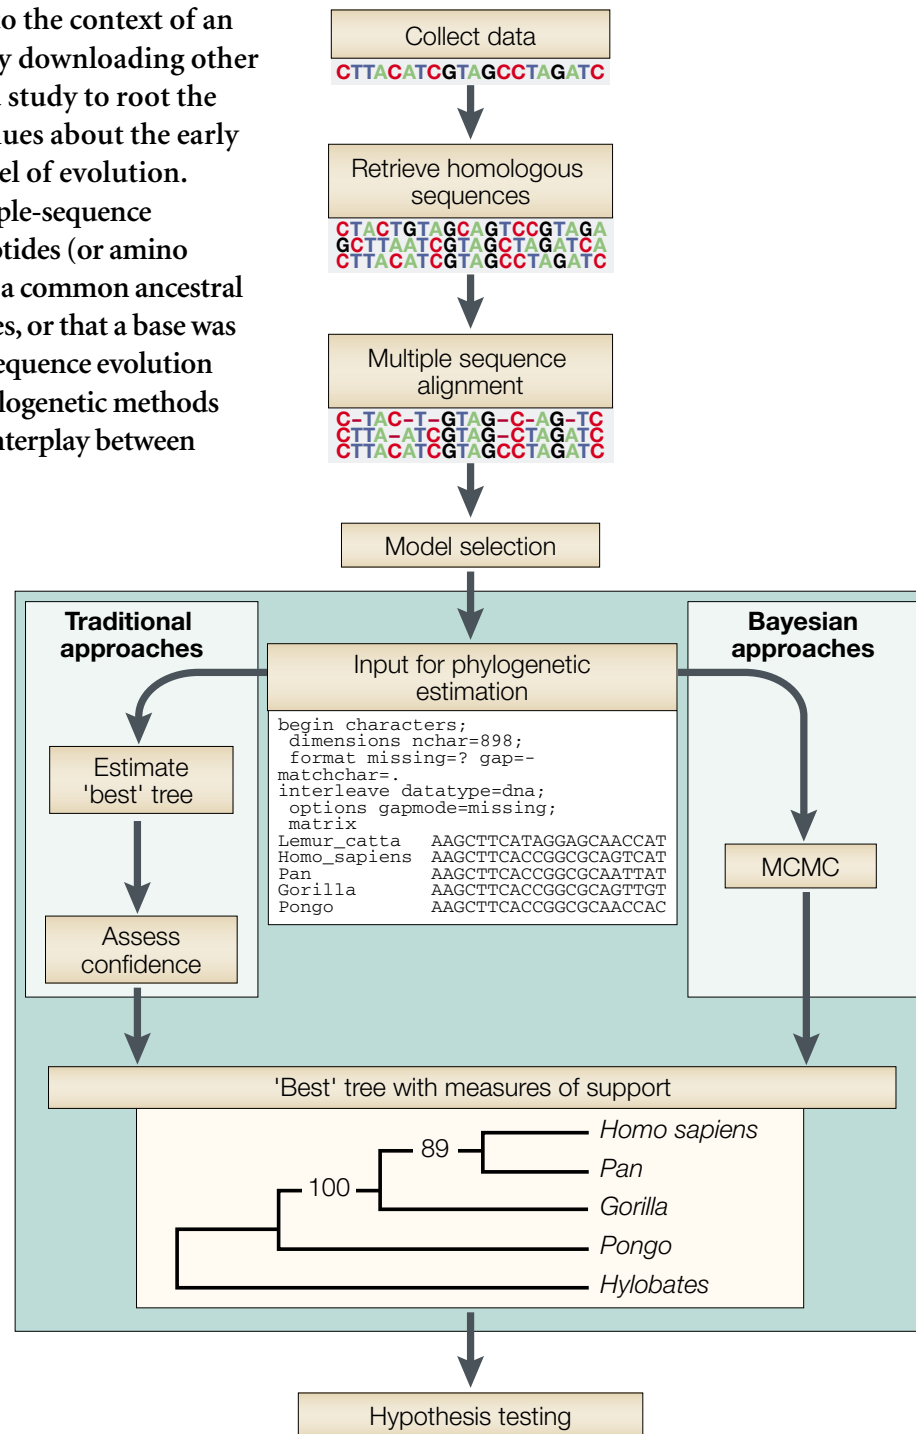 to the context of an
y downloading other
study to root the
lues about the early
el of evolution.
ple-sequence
otides (or amino
a common ancestral
es, or that a base was
equence evolution
logenetic methods
nterplay between
Collect data
CTTACATCGTAGCCTAGATC
Retrieve homologous
sequences
CTACTGTAGCAGTCCGTAGA
GCTTAATCGTAGCTAGATCA
CTTACATCGTAGCCTAGATC
Multiple sequence
alignment
C-TAC-T-GTAG-C-AG-TC
CTTA-ATCGTAG-CTAGATC
CTTACATCGTAGCCTAGATC
Model selection
Traditional
approaches
Bayesian
approaches
Input for phylogenetic
estimation
begin characters;
dimensions nchar=898;
format missing=? gap=-
matchchar=.
interleave datatype=dna;
options gapmode=missing;
matrix
Lemur_catta AAGCTTCATAGGAGCAACCAT
Homo_sapiens AAGCTTCACCGGCGCAGTCAT
Pan AAGCTTCACCGGCGCAATTAT
Gorilla AAGCTTCACCGGCGCAGTTGT
Pongo AAGCTTCACCGGCGCAACCAC
Estimate
'best' tree
Assess
confidence
MCMC
'Best' tree with measures of support
Homo sapiens
89
Pan
100
Gorilla
Pongo
Hylobates
Hypothesis testing